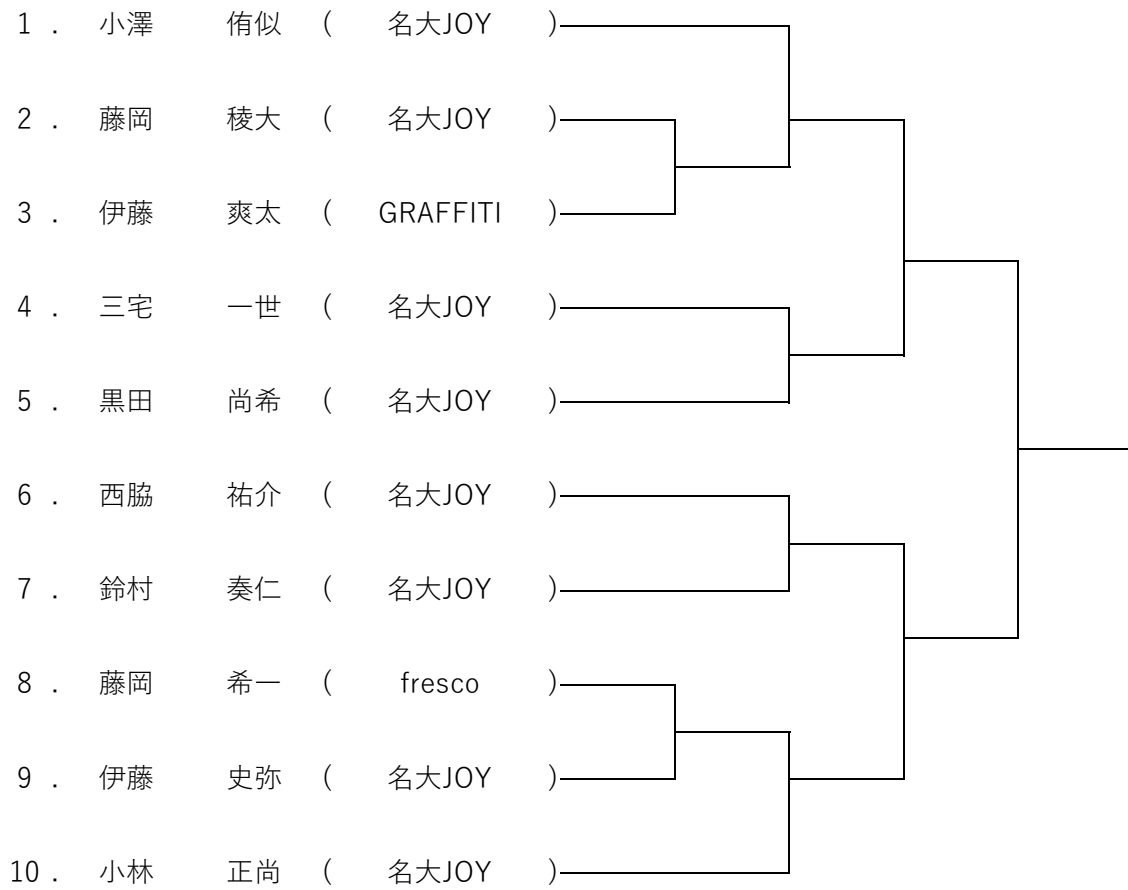 1 . 小澤 侑似 ( 名大JOY )
2 . 藤岡 稜大 ( 名大JOY )
3 . 伊藤 爽太 ( GRAFFITI )
4 . 三宅 一世 ( 名大JOY )
5 . 黒田 尚希 ( 名大JOY )
6 . 西脇 祐介 ( 名大JOY )
7 . 鈴村 奏仁 ( 名大JOY )
8 . 藤岡 希一 ( fresco )
9 . 伊藤 史弥 ( 名大JOY )
10 . 小林 正尚 ( 名大JOY )